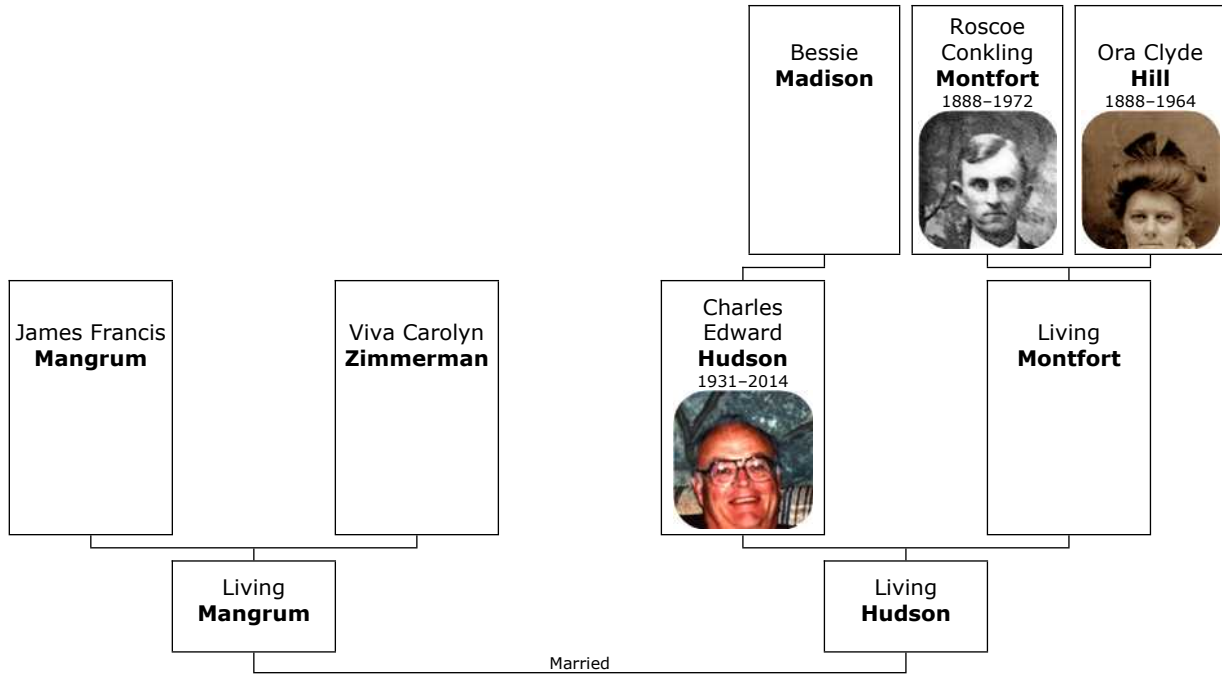 Bessie
Madison
Roscoe
Conkling
Montfort
1888–1972
Ora Clyde
Hill
1888–1964
James Francis
Mangrum
Viva Carolyn
Zimmerman
Charles
Edward
Hudson
1931–2014
Living
Montfort
Living
Mangrum
Living
Hudson
Married